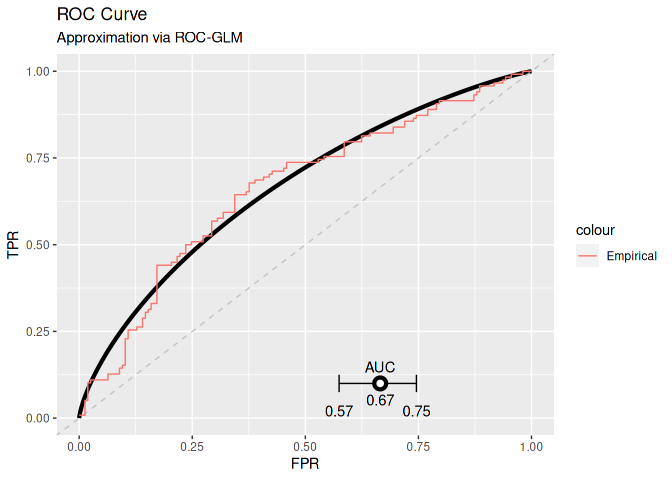 ROC Curve
Approximation via ROC-GLM
1.00
0.75
0.50
0.25
0.00
TPR
AUC
0.67
0.57 0.75
0.00 0.25 0.50 0.75 1.00
FPR
colour
Empirical